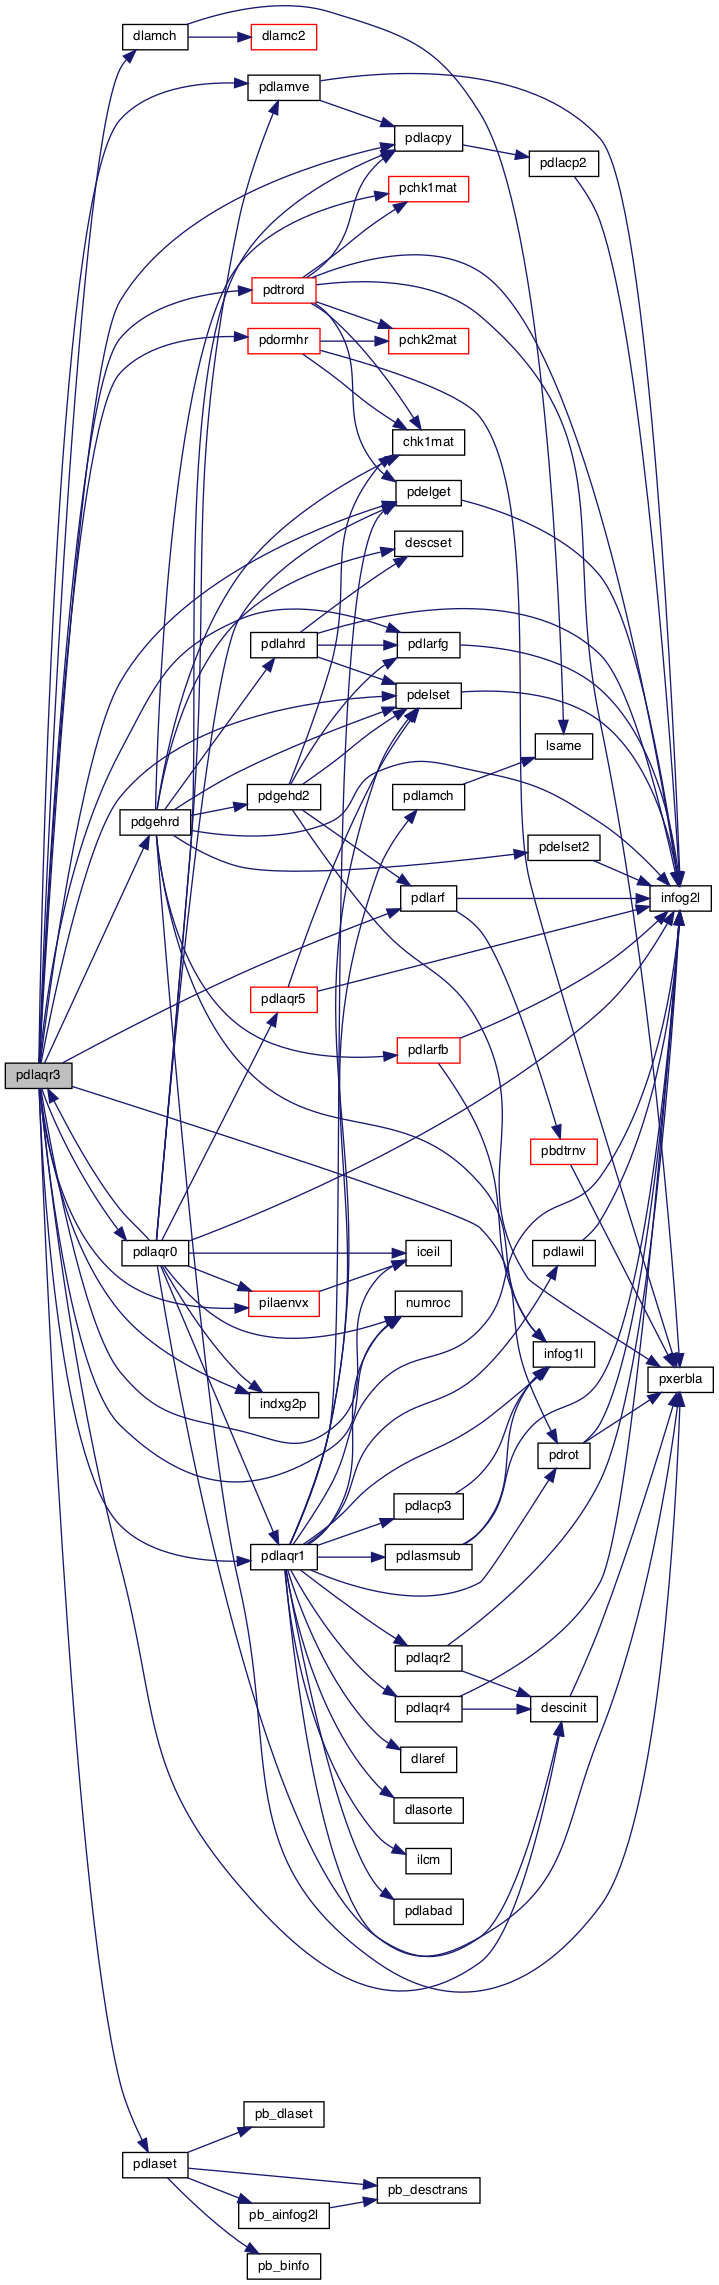 dlamch
dlamc2
pdlamve
pdlacpy
pdlacp2
pchk1mat
pdtrord
pdormhr
pchk2mat
chk1mat
pdelget
descset
pdlahrd
pdlarfg
pdelset
lsame
pdgehd2
pdlamch
pdgehrd
pdelset2
pdlarf
infog2l
pdlaqr5
pdlarfb
pdlaqr3
pbdtrnv
pdlaqr0
iceil
pdlawil
pilaenvx
numroc
infog1l
pxerbla
indxg2p
pdrot
pdlacp3
pdlaqr1
pdlasmsub
pdlaqr2
pdlaqr4
descinit
dlaref
dlasorte
ilcm
pdlabad
pb_dlaset
pdlaset
pb_desctrans
pb_ainfog2l
pb_binfo